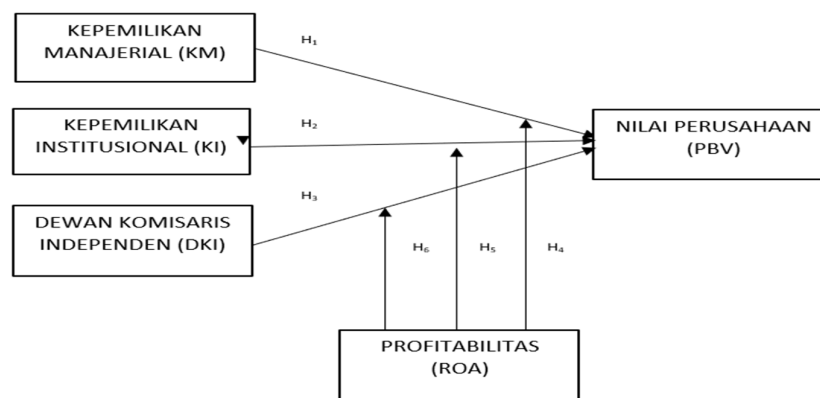 KEPEMILIKAN
MANAJERIAL (KM)
H₁
KEPEMILIKAN
INSTITUSIONAL (KI)
H₂
NILAI PERUSAHAAN
(PBV)
DEWAN KOMISARIS
INDEPENDEN (DKI)
H₃
H₆
H₅
H₄
PROFITABILITAS
(ROA)